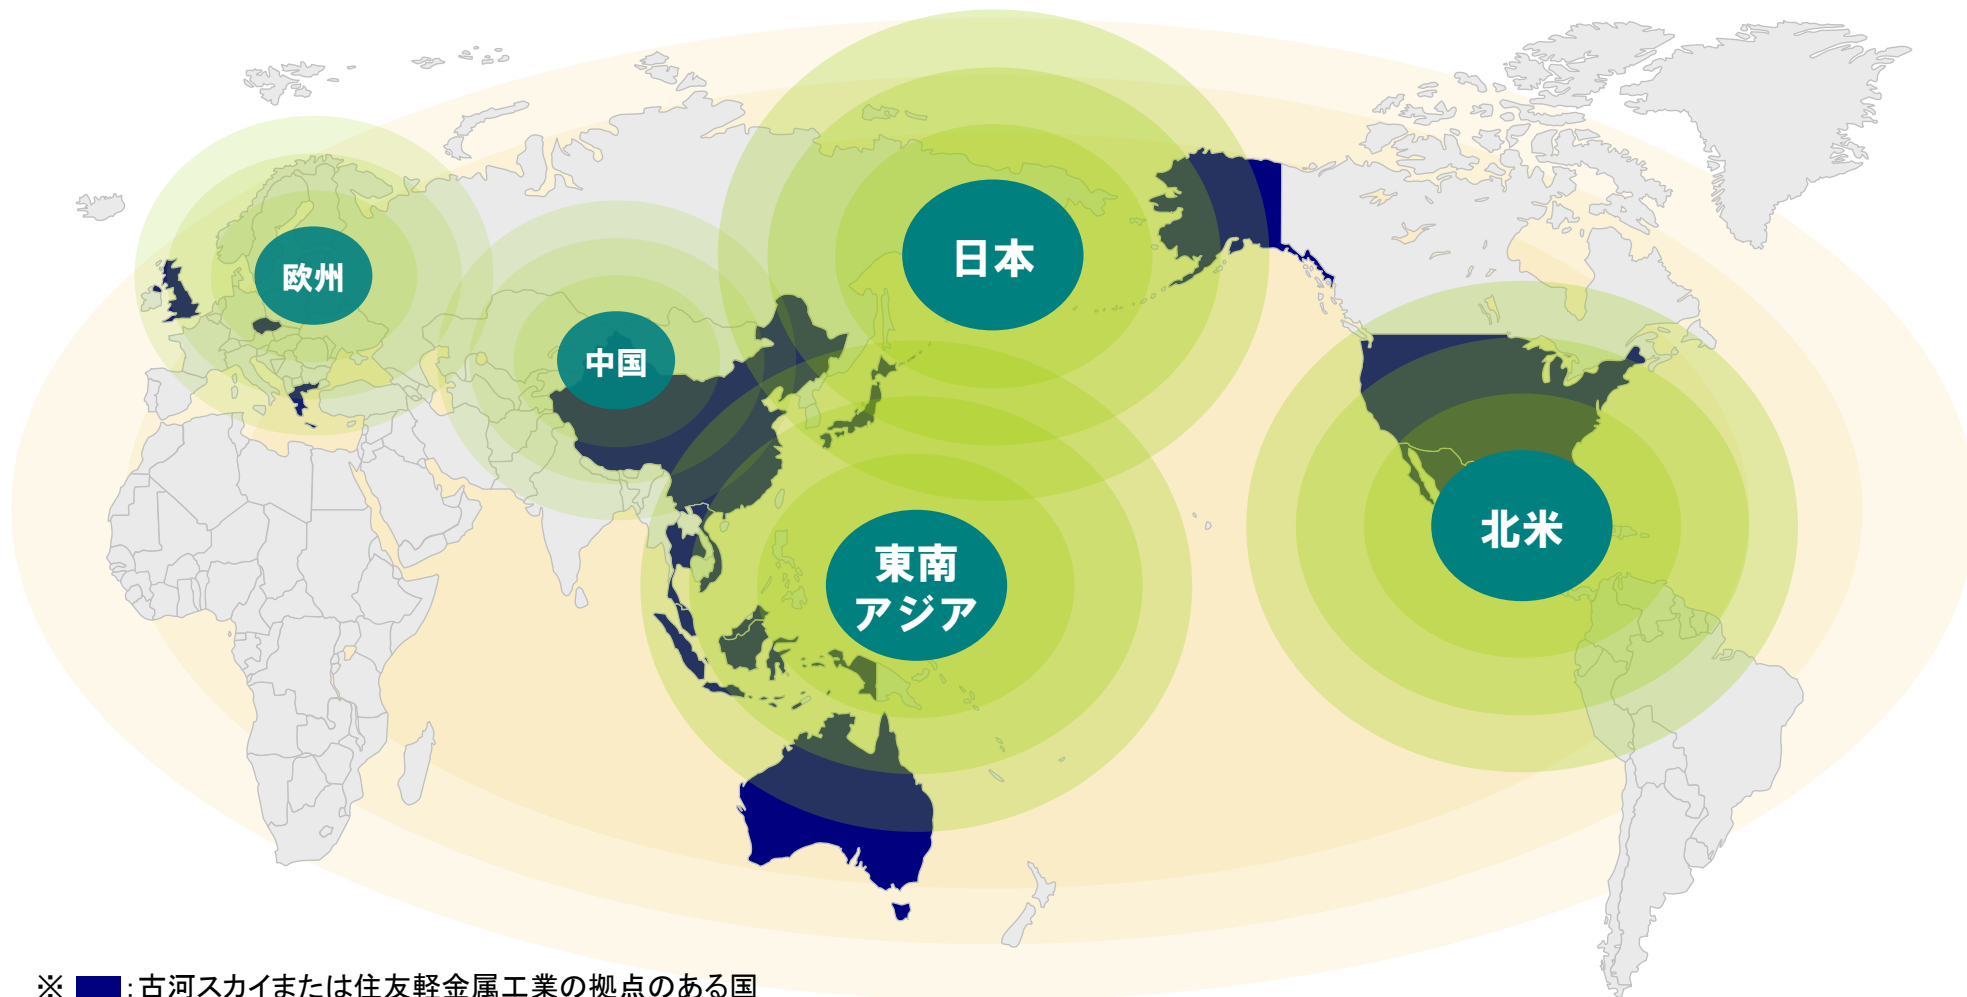 日本
欧州
中国
北米
東南
アジア
※ :古河スカイまたは住友軽金属工業の拠点のある国